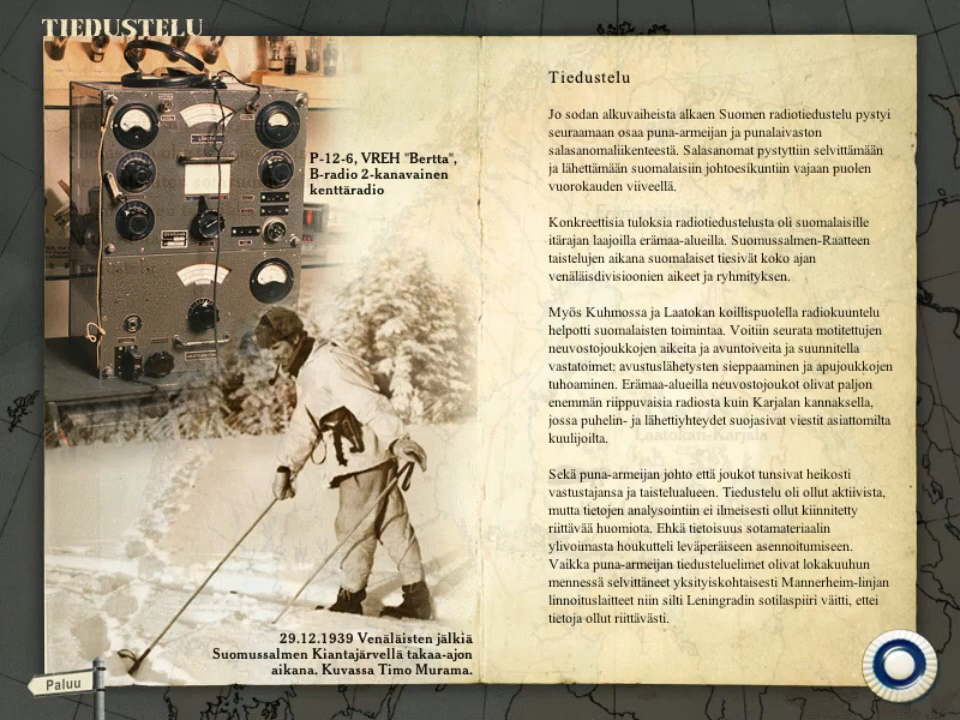 TIEDUSTELU
P-12-6, VREH "Bertta",
B-radio 2-kanavainen
kenttäradio
29.12.1939 Venäläisten jälkiä
Suomussalmen Kiantajärvellä takaa-ajon
aikana. Kuvassa Timo Murama.
Paluu
Tiedustelu
Jo sodan alkuvaiheista alkaen Suomen radiotiedustelu pystyi
seuraamaan osaa puna-armeijan ja punalaivaston
salasanomaliikenteestä. Salasanomat pystyttiin selvittämään
ja lähettämään suomalaisiin johtoesikuntiin vajaan puolen
vuorokauden viiveellä.
Konkreettisia tuloksia radiotiedustelusta oli suomalaisille
itärajan laajoilla erämaa-alueilla. Suomussalmen-Raatteen
taistelujen aikana suomalaiset tiesivät koko ajan
venäläisdivisioonien aikeet ja ryhmityksen.
Myös Kuhmossa ja Laatokan koillispuolella radiokuuntelu
helpotti suomalaisten toimintaa. Voitiin seurata motitettujen
neuvostojoukkojen aikeita ja avuntoiveita ja suunnitella
vastatoimet: avustuslähetysten sieppaaminen ja apujoukkojen
tuhoaminen. Erämaa-alueilla neuvostojoukot olivat paljon
enemmän riippuvaisia radiosta kuin Karjalan kannaksella,
jossa puhelin- ja lähettiyhteydet suojasivat viestit asiattomilta
kuulijoilta.
Laatokan-Karjala
Sekä puna-armeijan johto että joukot tunsivat heikosti
vastustajansa ja taistelualueen. Tiedustelu oli ollut aktiivista,
mutta tietojen analysointiin ei ilmeisesti ollut kiinnitetty
riittävää huomiota. Ehkä tietoisuus sotamateriaalin
ylivoimasta houkutteli leväperäiseen asennoitumiseen.
Vaikka puna-armeijan tiedusteluelimet olivat lokakuuhun
mennessä selvittäneet yksityiskohtaisesti Mannerheim-linjan
linnoituslaitteet niin silti Leningradin sotilaspiiri väitti, ettei
tietoja ollut riittävästi.